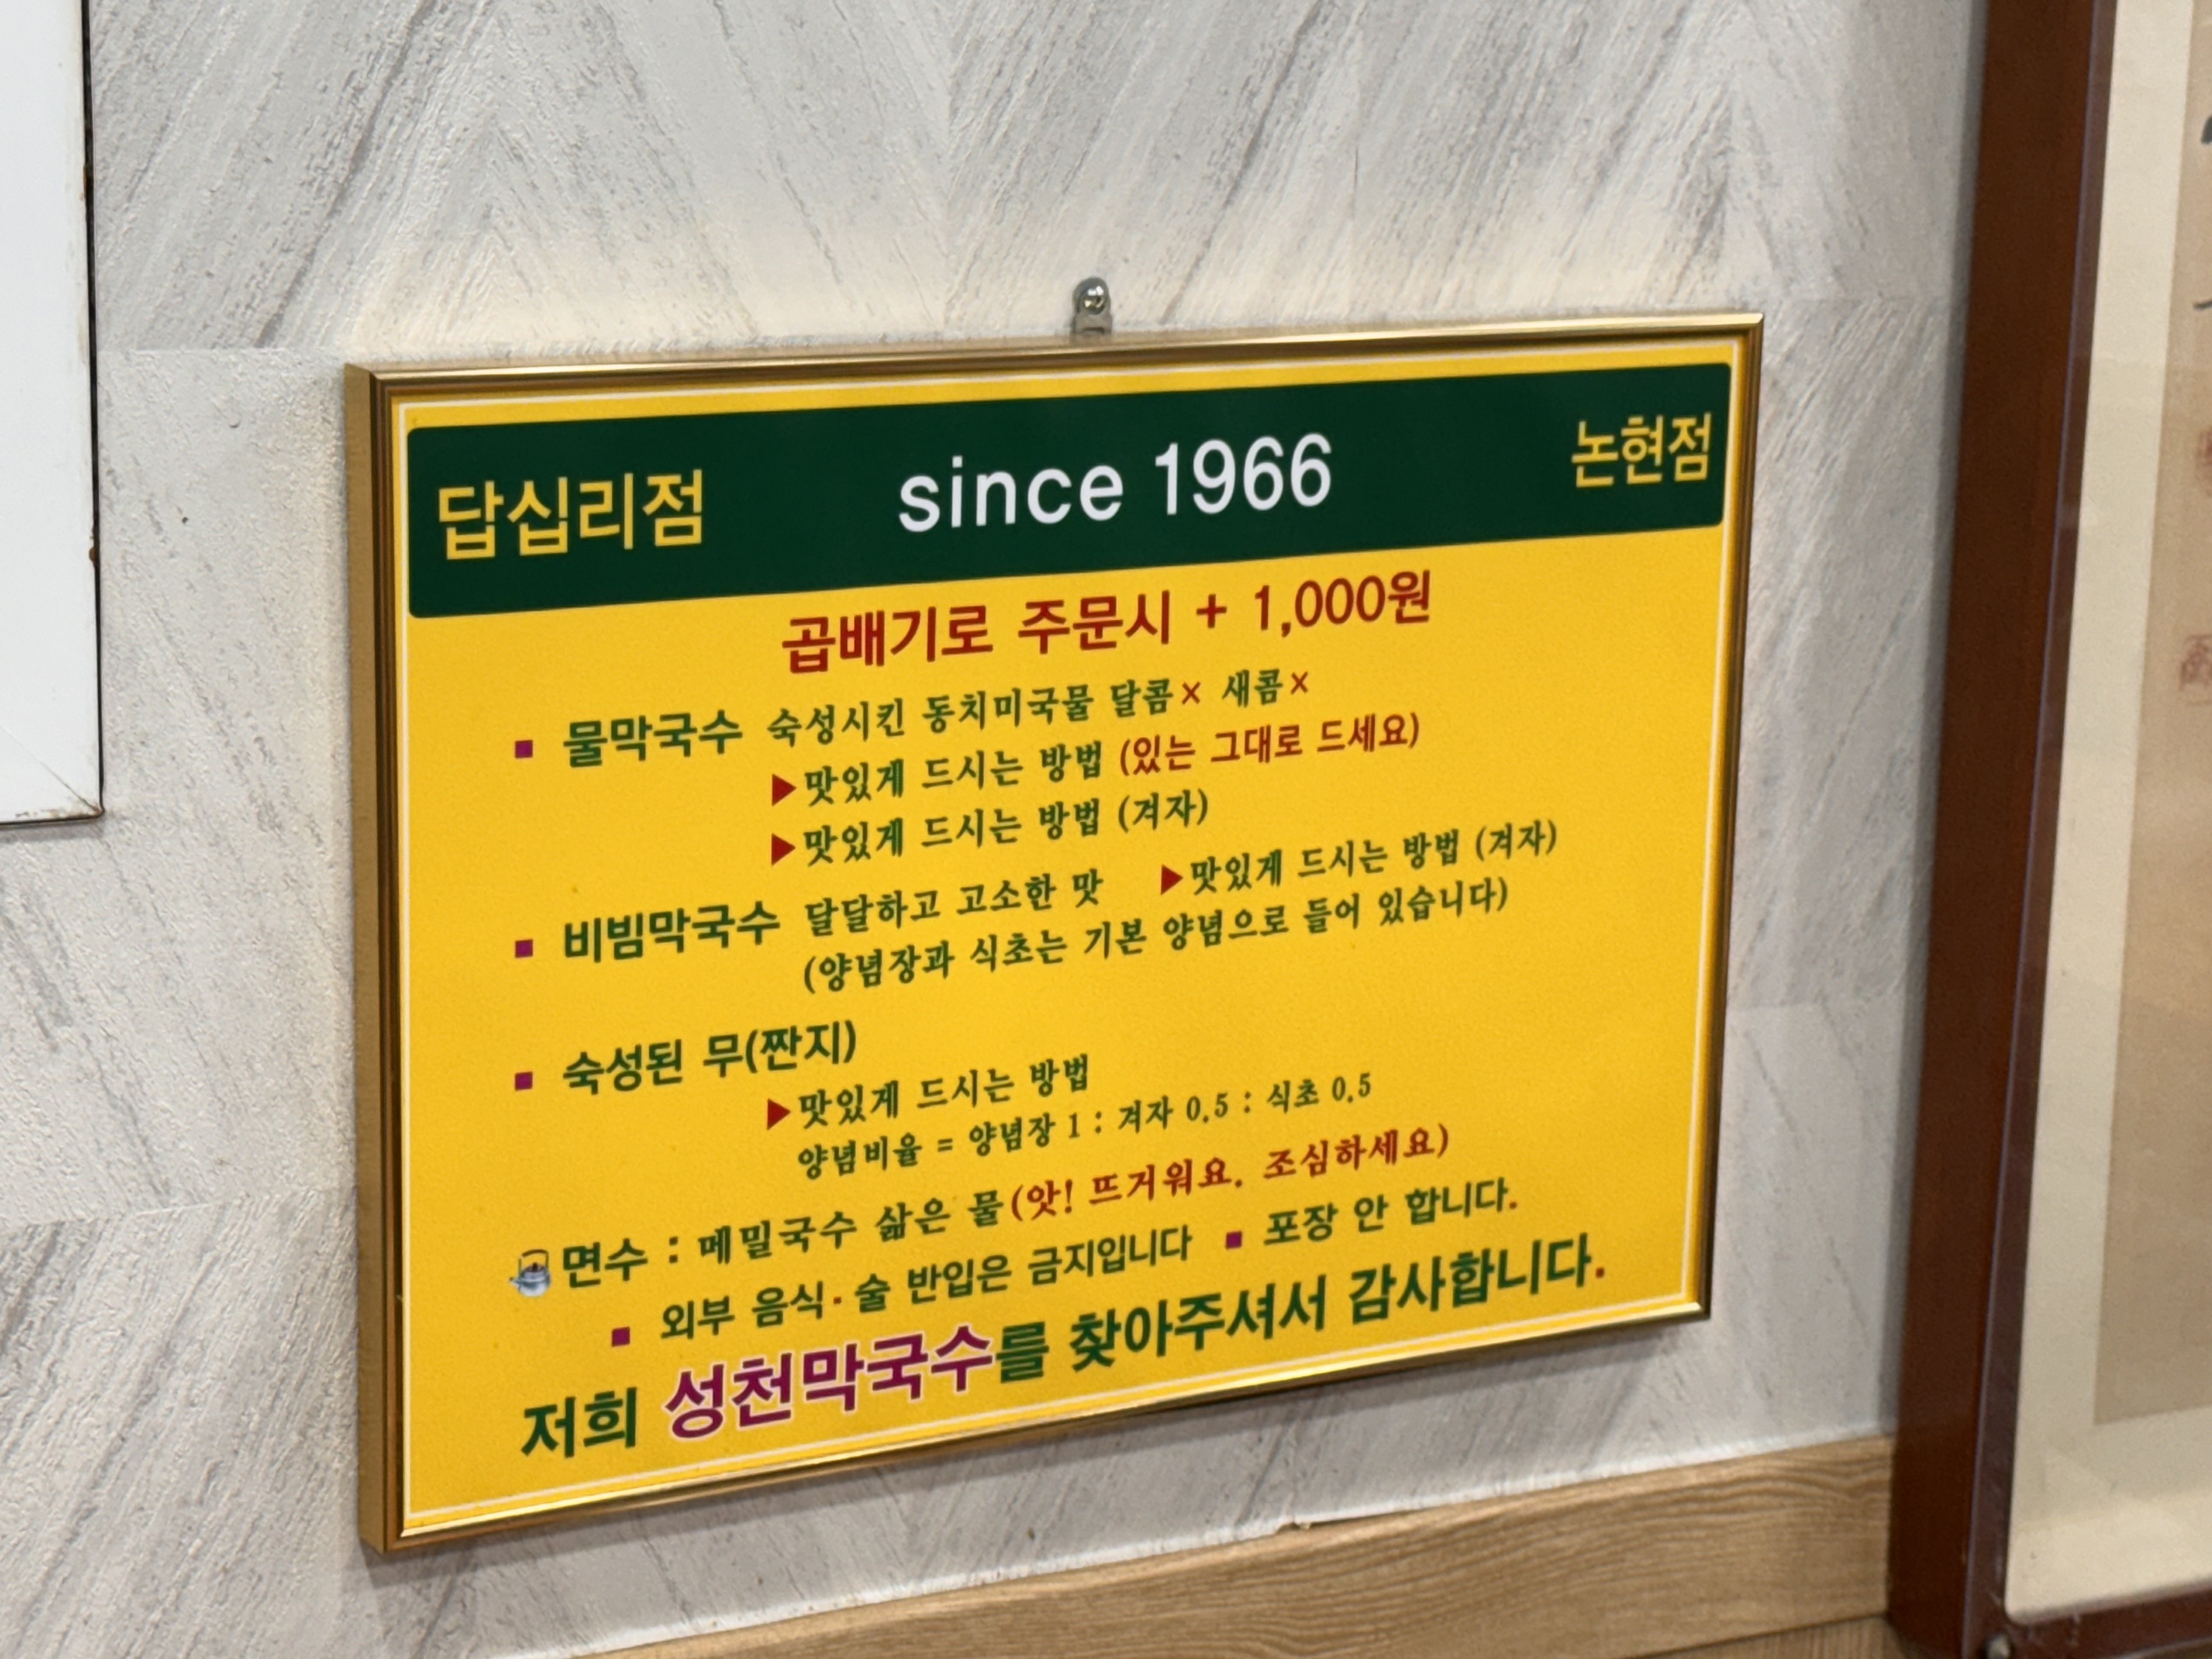 답십리점 since 1966 논현점
곱배기로 주문시 + 1,000원
▪ 물막국수 숙성시킨 동치미국물 달콤× 새콤×
▶맛있게 드시는 방법 (있는 그대로 드세요)
▶맛있게 드시는 방법 (겨자)
▪ 비빔막국수 달달하고 고소한 맛 ▶맛있게 드시는 방법 (겨자)
(양념장과 식초는 기본 양념으로 들어 있습니다)
▪ 숙성된 무(짠지)
▶맛있게 드시는 방법
양념비율 = 양념장 1 : 겨자 0.5 : 식초 0.5
면수 : 메밀국수 삶은 물(앗! 뜨거워요. 조심하세요)
▪ 외부 음식·술 반입은 금지입니다 ▪ 포장 안 합니다.
저희 성천막국수를 찾아주셔서 감사합니다.